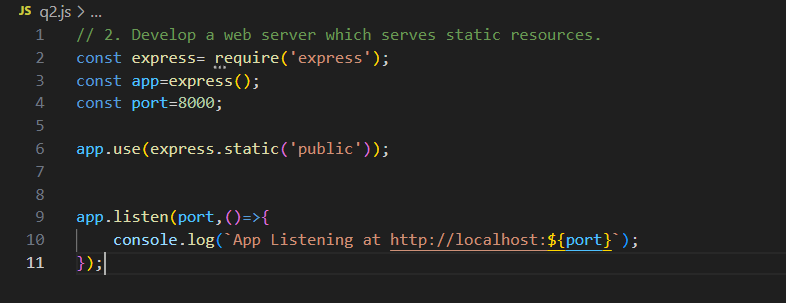 JS q2.js > ...
1 // 2. Develop a web server which serves static resources.
2 const express= require('express');
3 const app=express();
4 const port=8000;
5
6 app.use(express.static('public'));
7
8
9 app.listen(port,()=>{
10     console.log(`App Listening at http://localhost:${port}`);
11 });